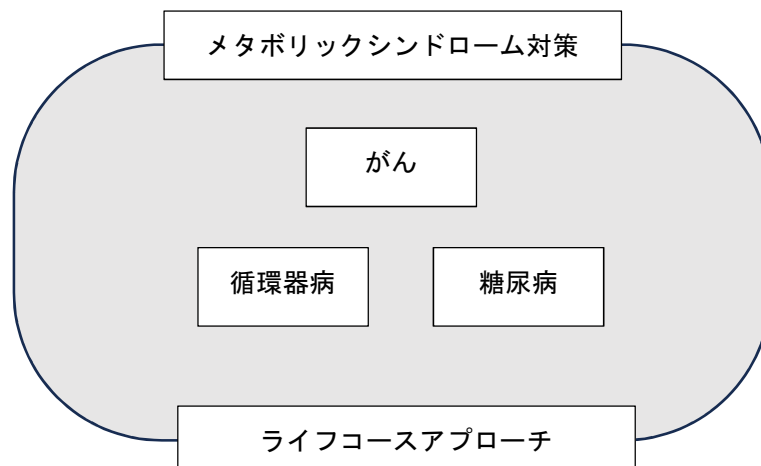 メタボリックシンドローム対策
がん
循環器病
糖尿病
ライフコースアプローチ